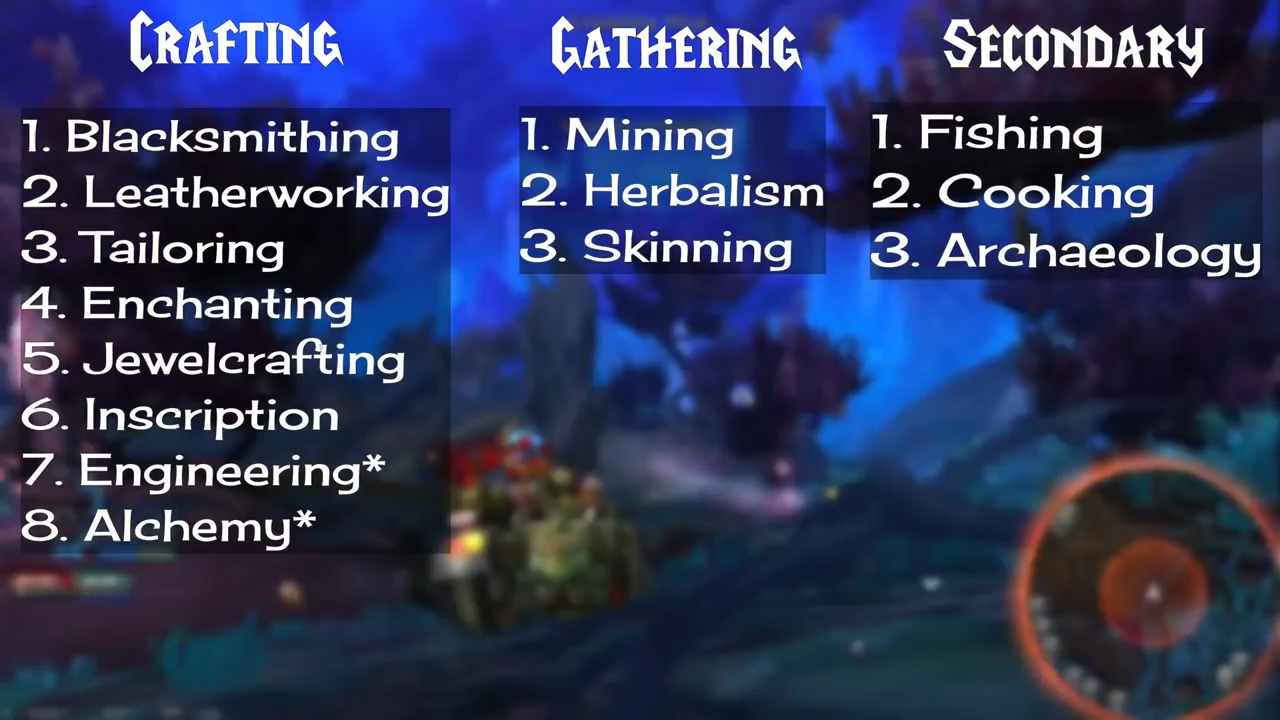 Crafting
1. Blacksmithing
2. Leatherworking
3. Tailoring
4. Enchanting
5. Jewelcrafting
6. Inscription
7. Engineering*
8. Alchemy*
Gathering
1. Mining
2. Herbalism
3. Skinning
Secondary
1. Fishing
2. Cooking
3. Archaeology